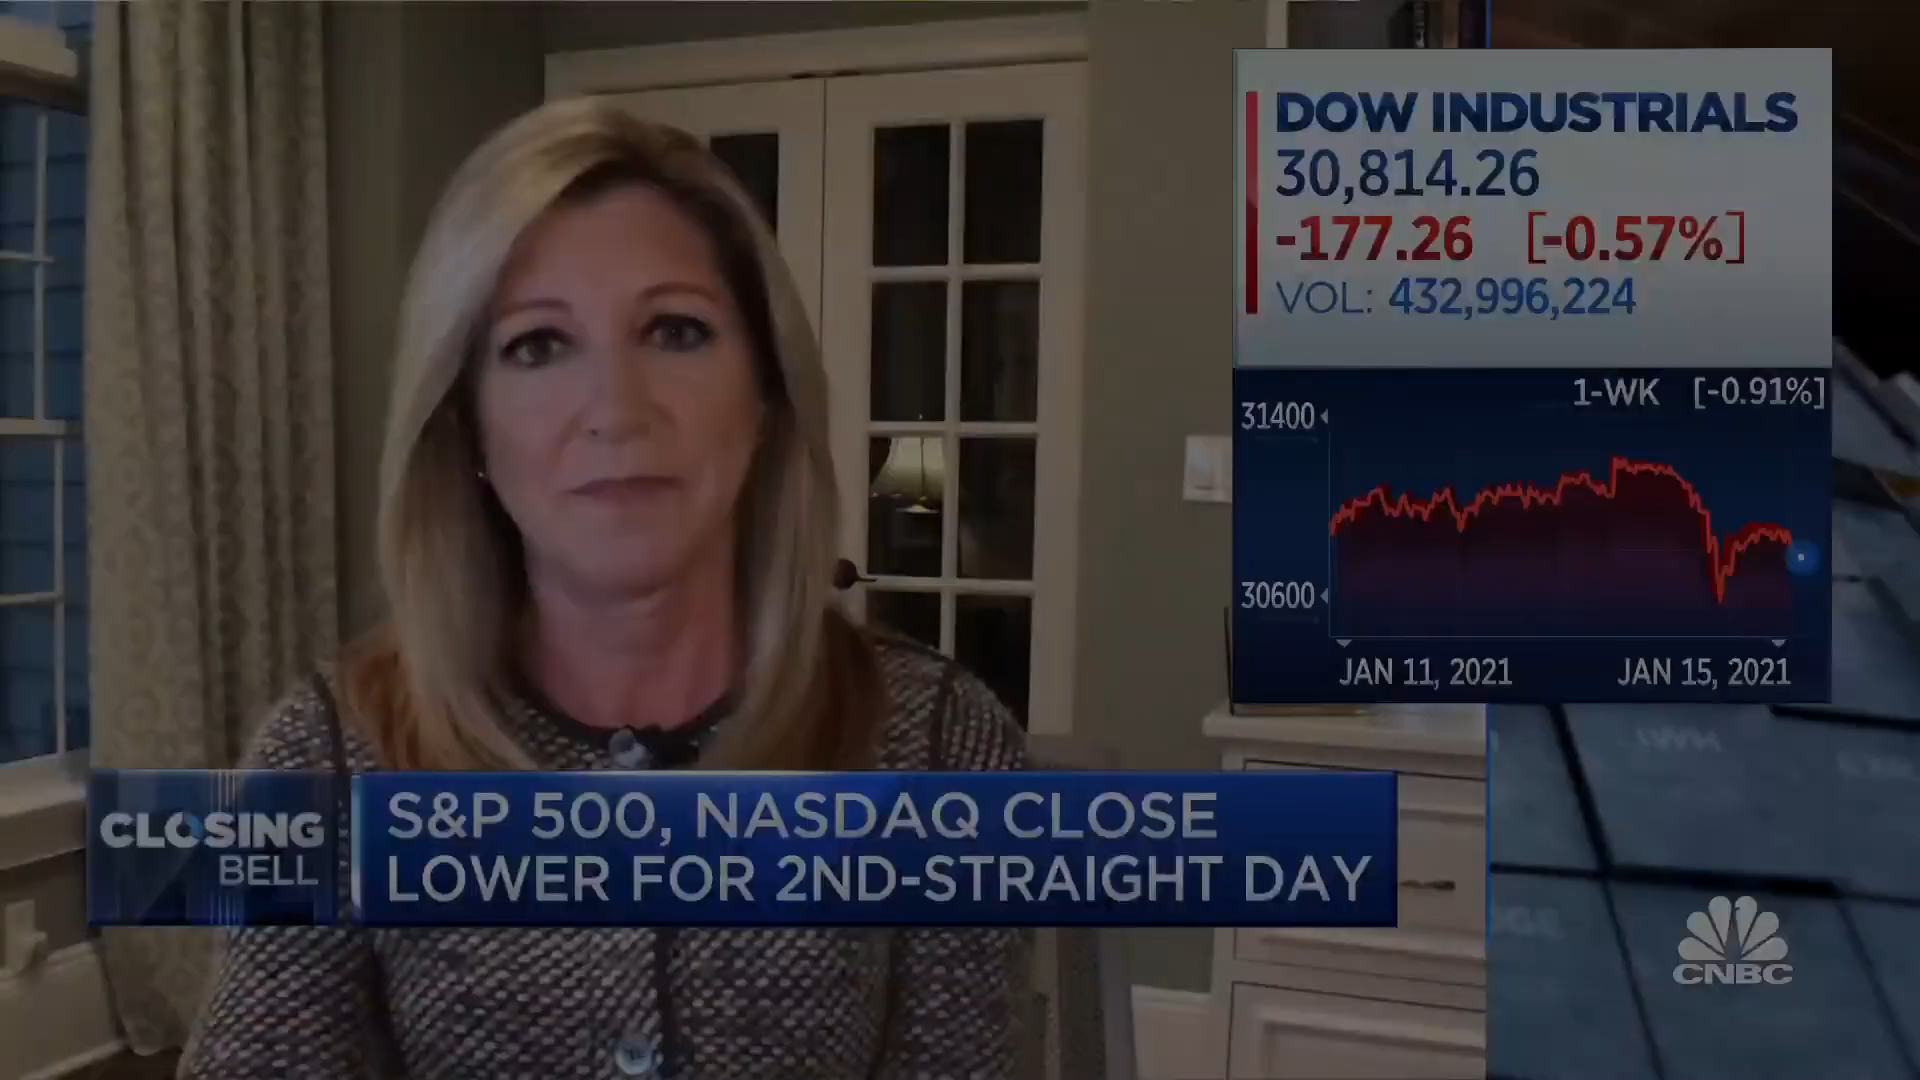 DOW INDUSTRIALS
30,814.26
-177.26 [-0.57%]
VOL: 432,996,224
1-WK [-0.91%]
31400
30600
JAN 11, 2021 JAN 15, 2021
CLOSING
BELL
S&P 500, NASDAQ CLOSE
LOWER FOR 2ND-STRAIGHT DAY
CNBC